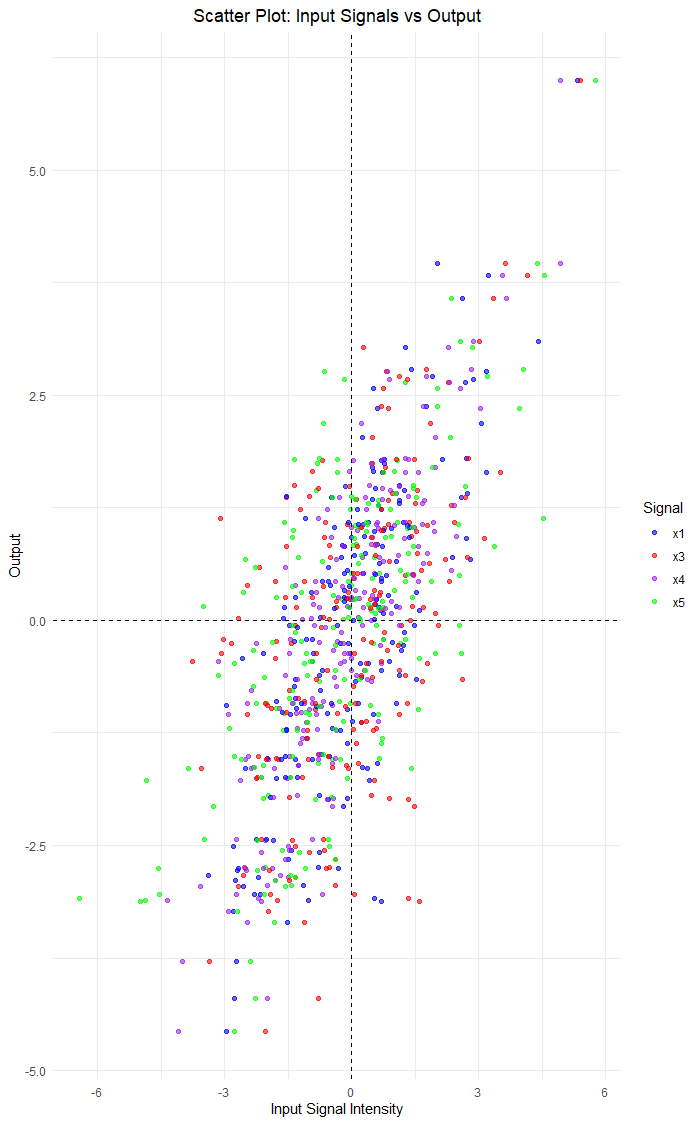 Scatter Plot: Input Signals vs Output
5.0
2.5
0.0
-2.5
-5.0
Output
-6
-3
0
3
6
Input Signal Intensity
Signal
x1
x3
x4
x5